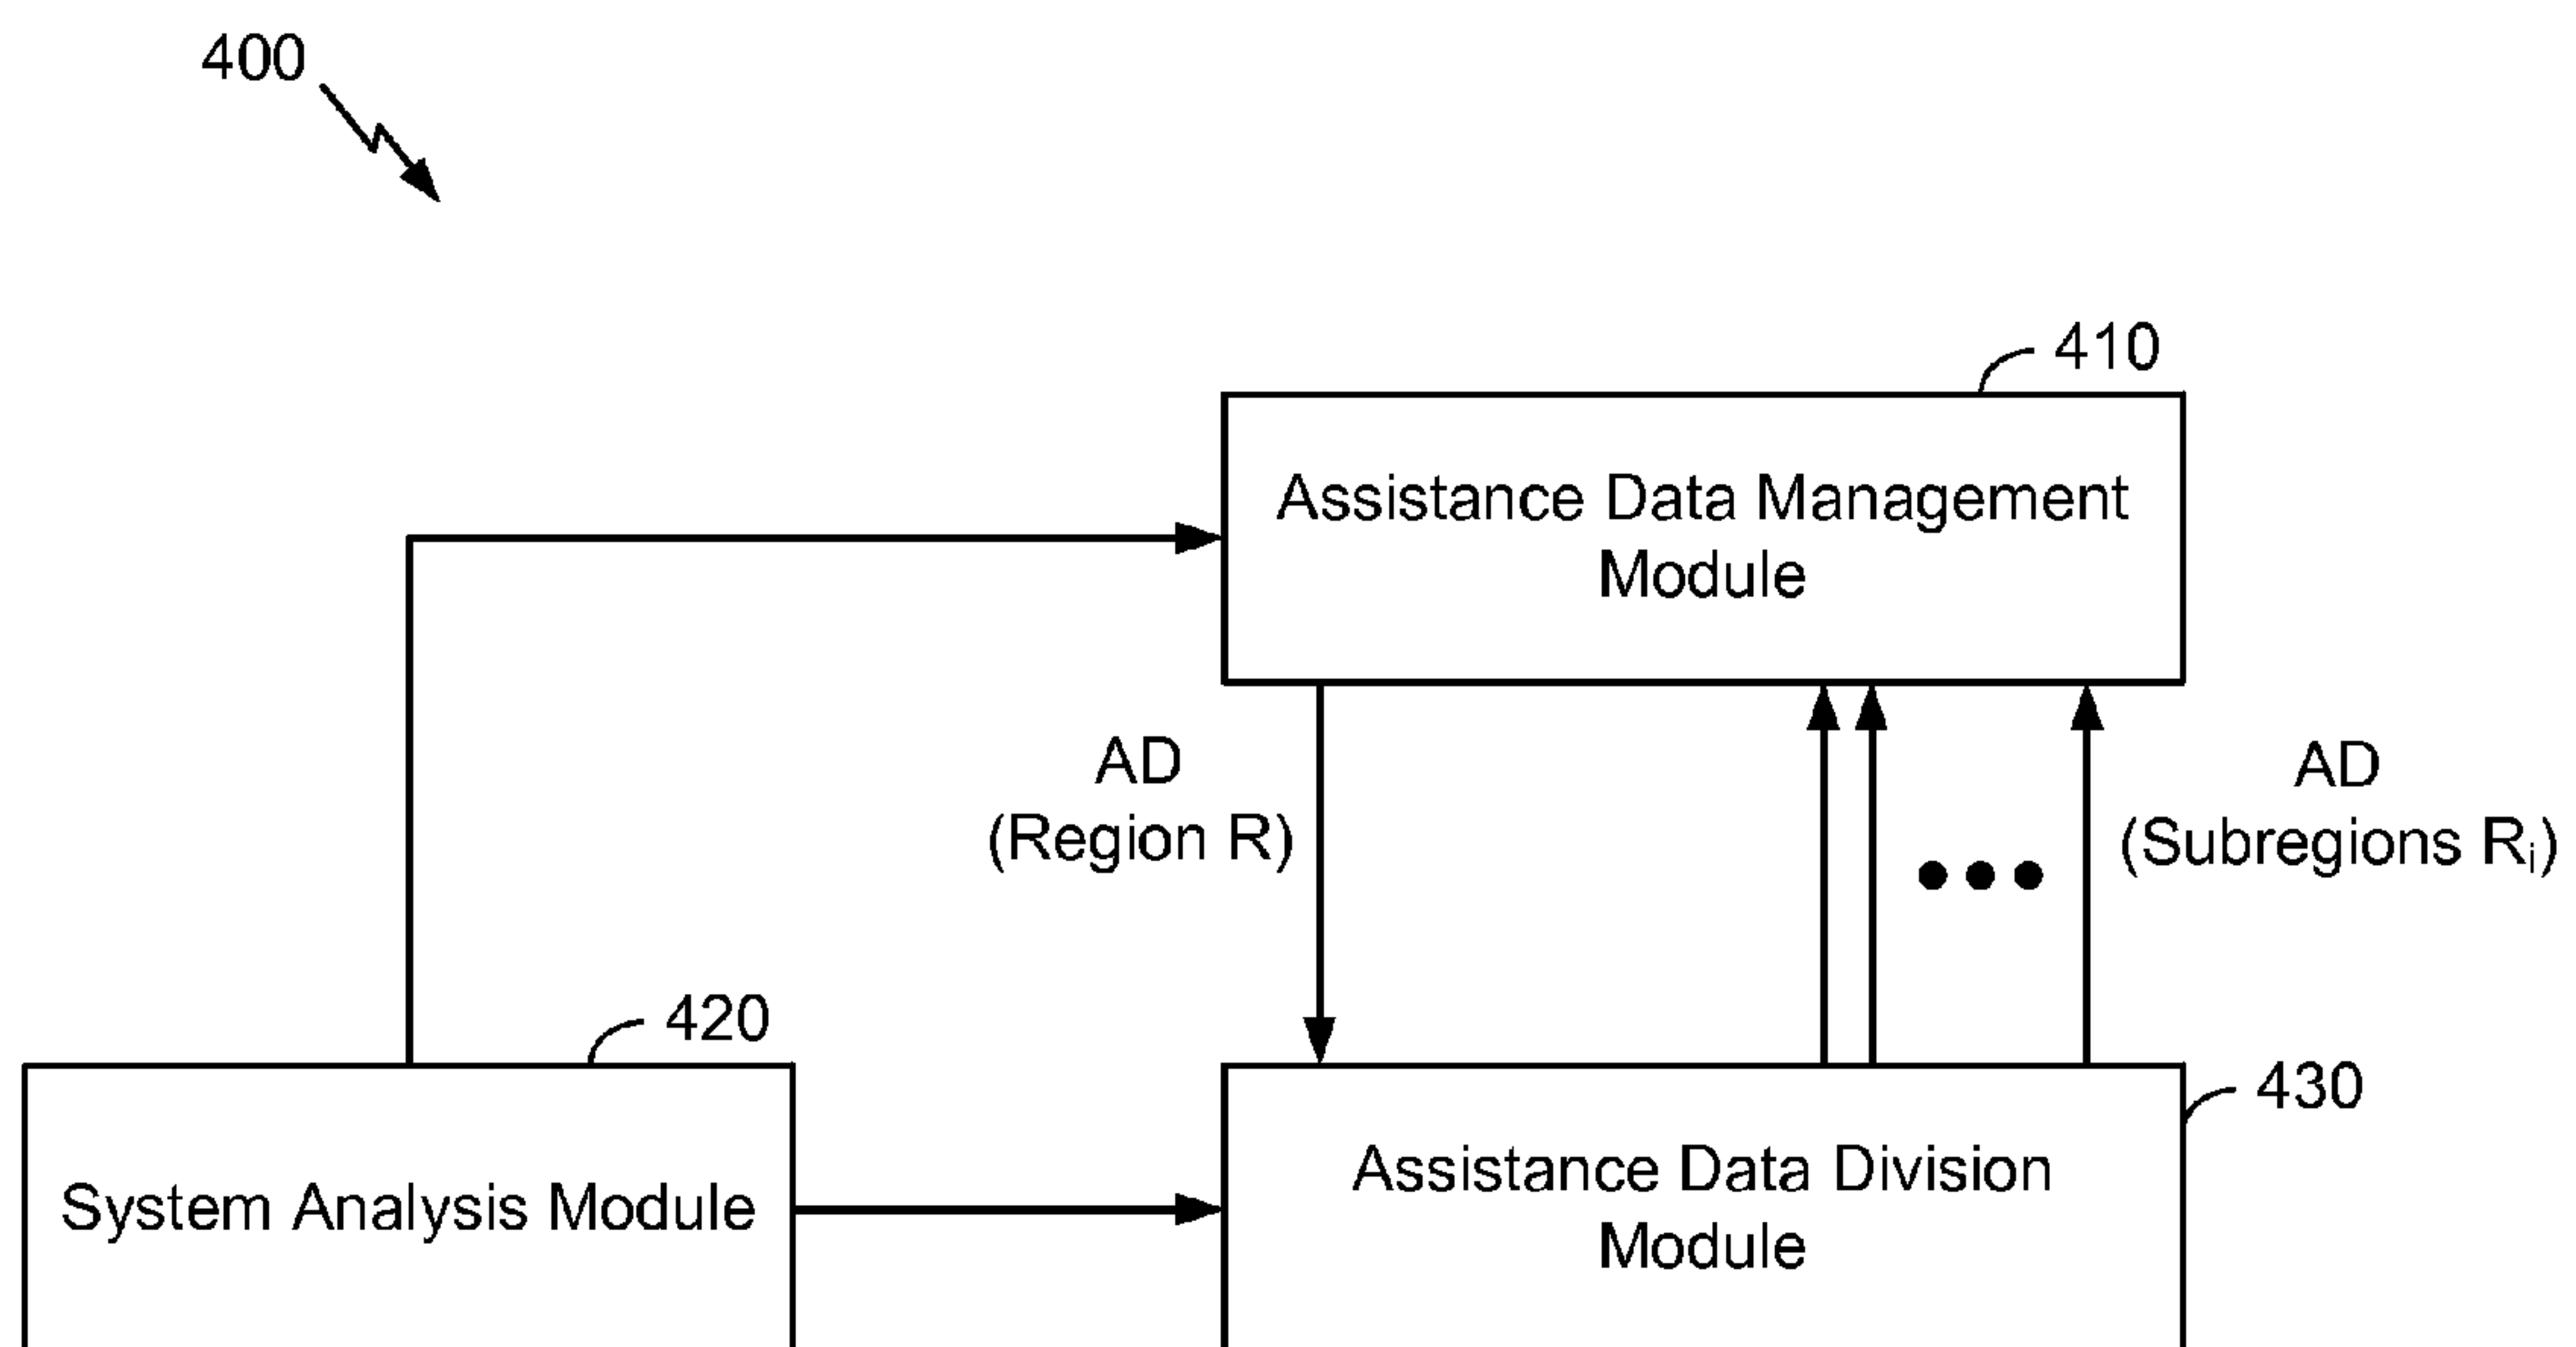 400
410
Assistance Data Management
Module
AD
(Region R)
AD
(Subregions Rᵢ)
420
430
System Analysis Module
Assistance Data Division
Module